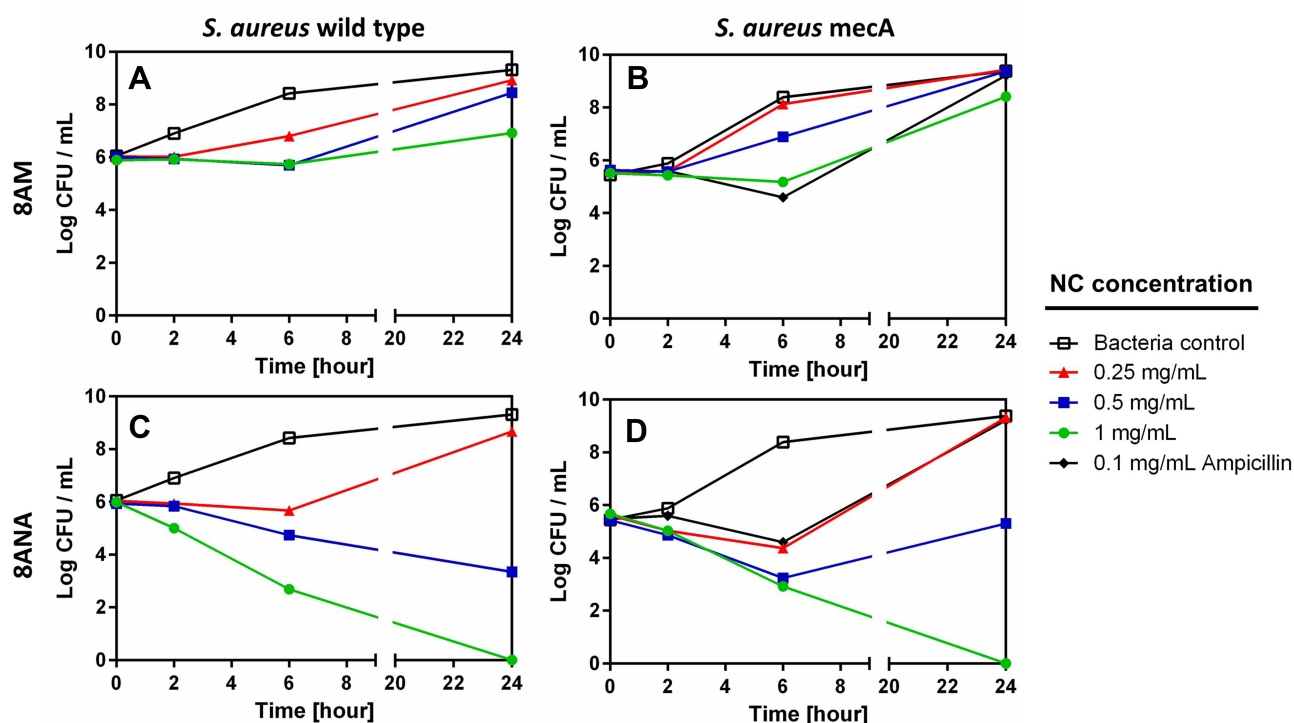 S. aureus wild type
S. aureus mecA
8AM
A
Log CFU / mL
10
8
6
4
2
0
0 2 4 6 8 20 22 24
Time [hour]
B
Log CFU / mL
10
8
6
4
2
0
0 2 4 6 8 20 22 24
Time [hour]
8ANA
C
Log CFU / mL
10
8
6
4
2
0
0 2 4 6 8 20 22 24
Time [hour]
D
Log CFU / mL
10
8
6
4
2
0
0 2 4 6 8 20 22 24
Time [hour]
NC concentration
Bacteria control
0.25 mg/mL
0.5 mg/mL
1 mg/mL
0.1 mg/mL Ampicillin